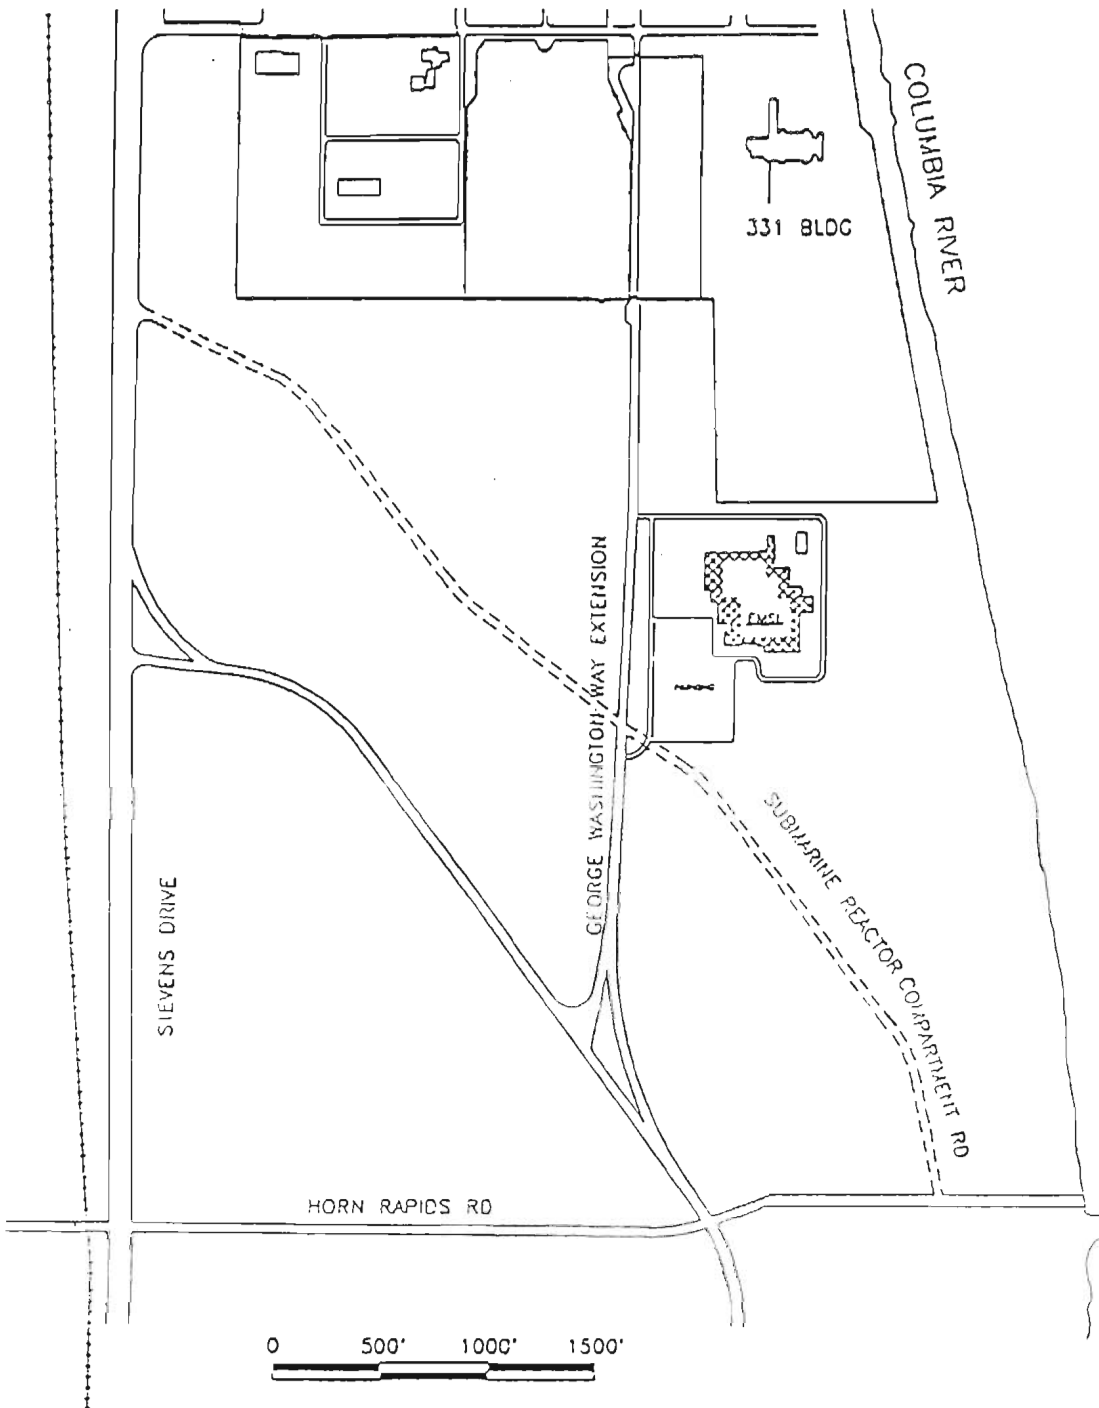 COLUMBIA RIVER
331 BLDG
GEORGE WASHINGTON WAY EXTENSION
EMSL
PARKING
SUBMARINE REACTOR COMPARTMENT RD
STEVENS DRIVE
HORN RAPIDS RD
0 500' 1000' 1500'